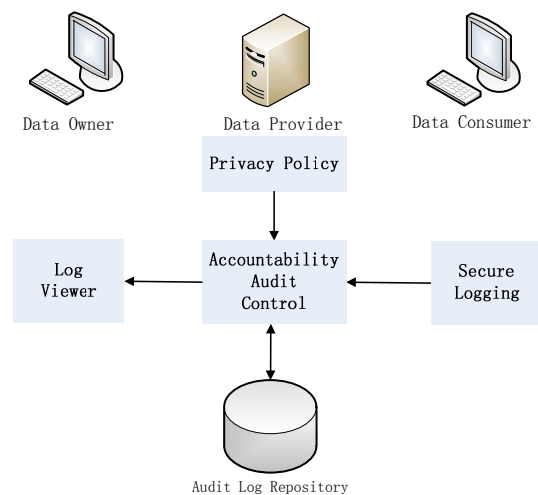 Data Owner
Data Provider
Data Consumer
Privacy Policy
Log
Viewer
Accountability
Audit
Control
Secure
Logging
Audit Log Repository